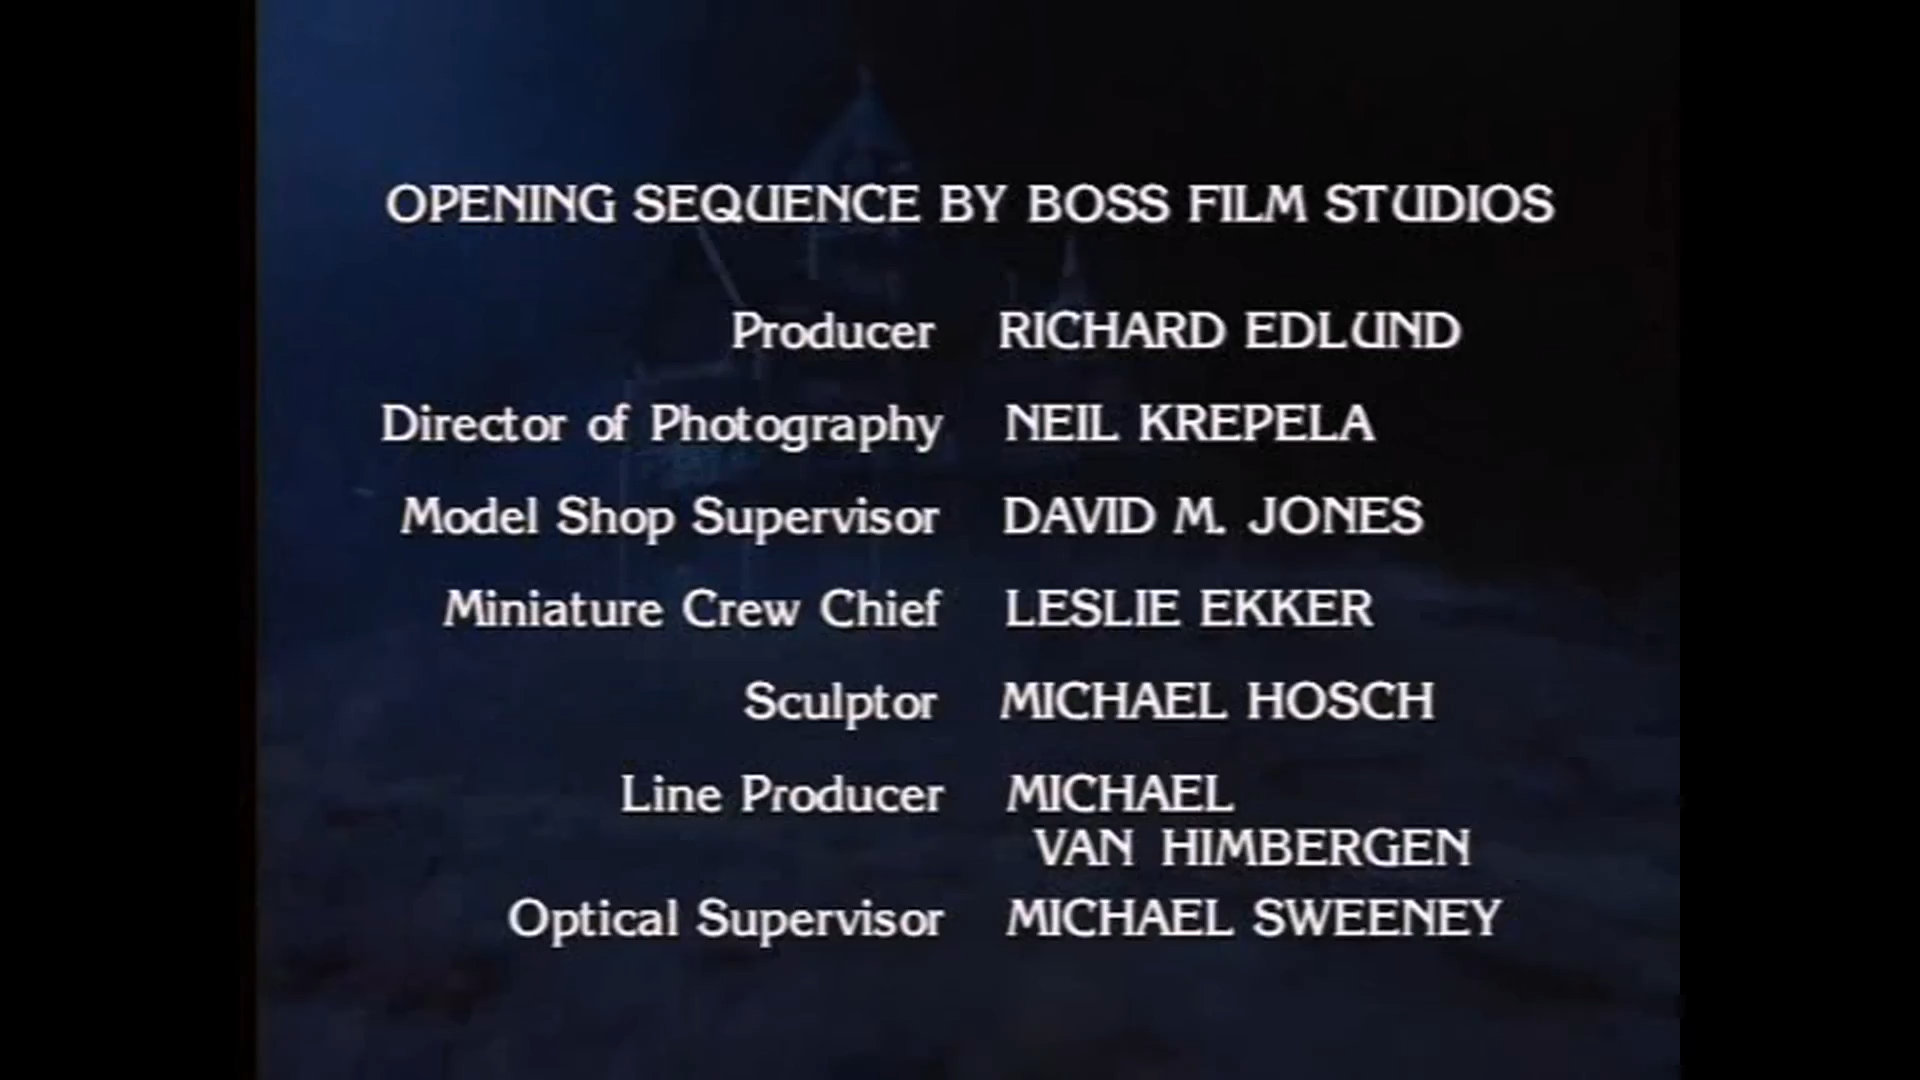 OPENING SEQUENCE BY BOSS FILM STUDIOS
Producer RICHARD EDLUND
Director of Photography NEIL KREPELA
Model Shop Supervisor DAVID M. JONES
Miniature Crew Chief LESLIE EKKER
Sculptor MICHAEL HOSCH
Line Producer MICHAEL
VAN HIMBERGEN
Optical Supervisor MICHAEL SWEENEY